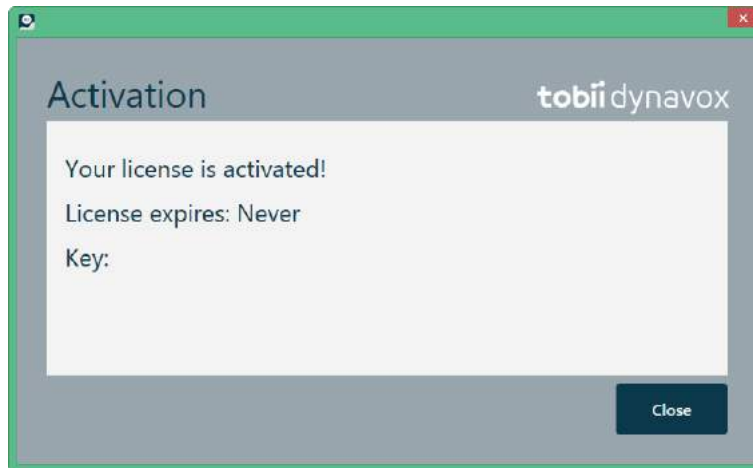 Activation
tobii dynavox
Your license is activated!
License expires: Never
Key:
Close